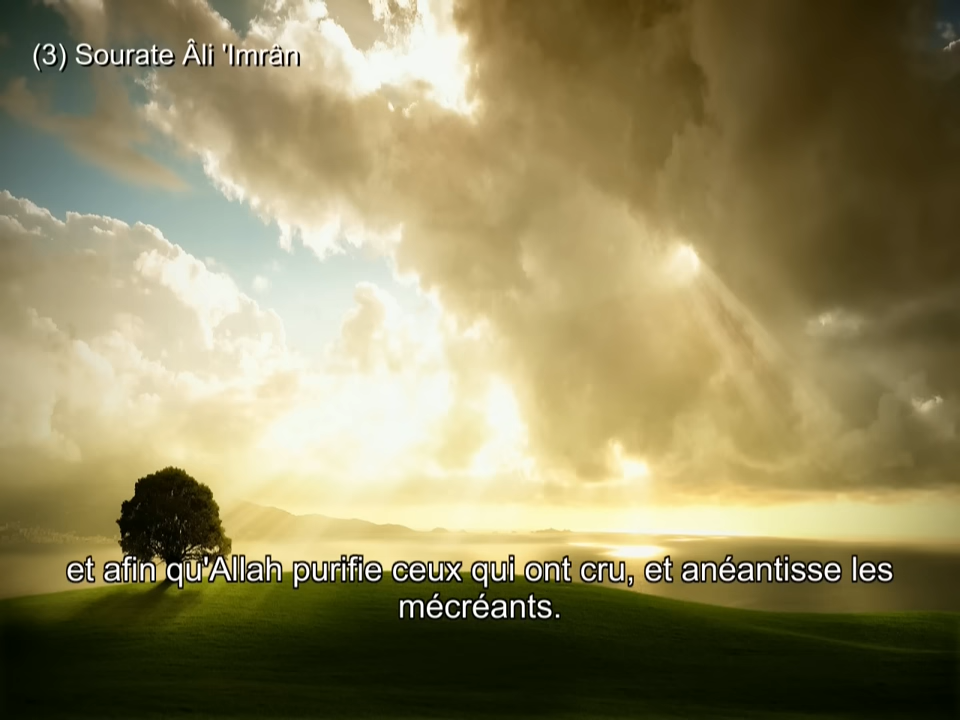 (3) Sourate Âli 'Imrân
et afin qu'Allah purifie ceux qui ont cru, et anéantisse les
mécréants.